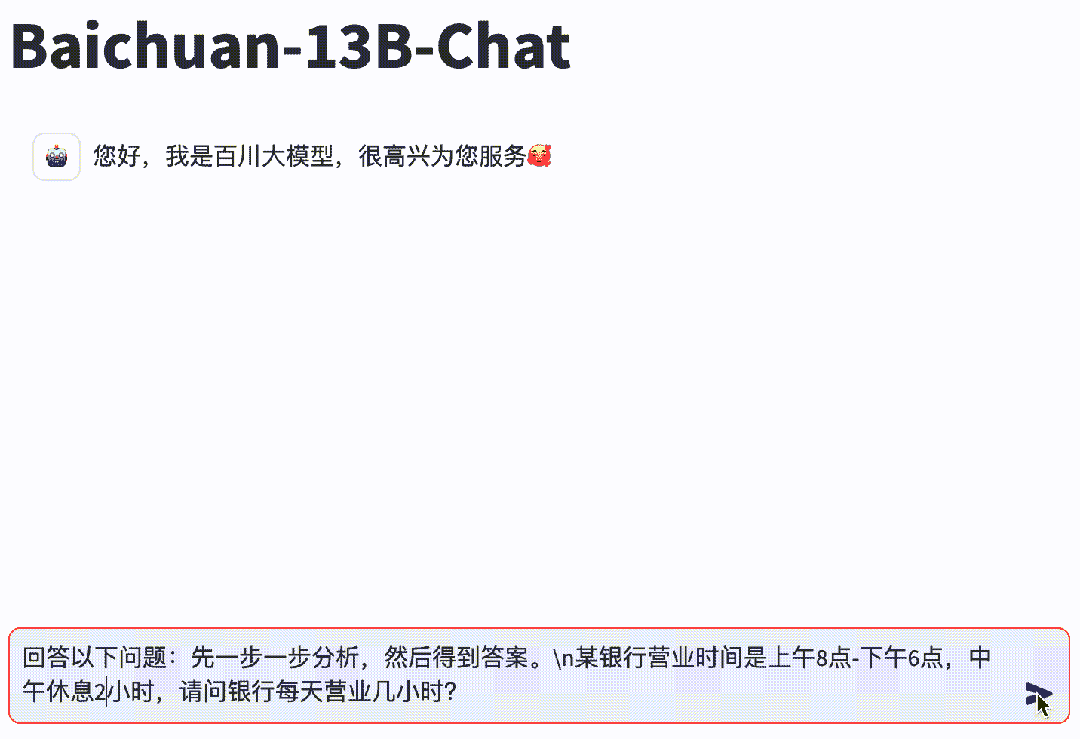 Baichuan-13B-Chat
您好，我是百川大模型，很高兴为您服务🥰
回答以下问题：先一步一步分析，然后得到答案。\n某银行营业时间是上午8点-下午6点，中
午休息2小时，请问银行每天营业几小时?